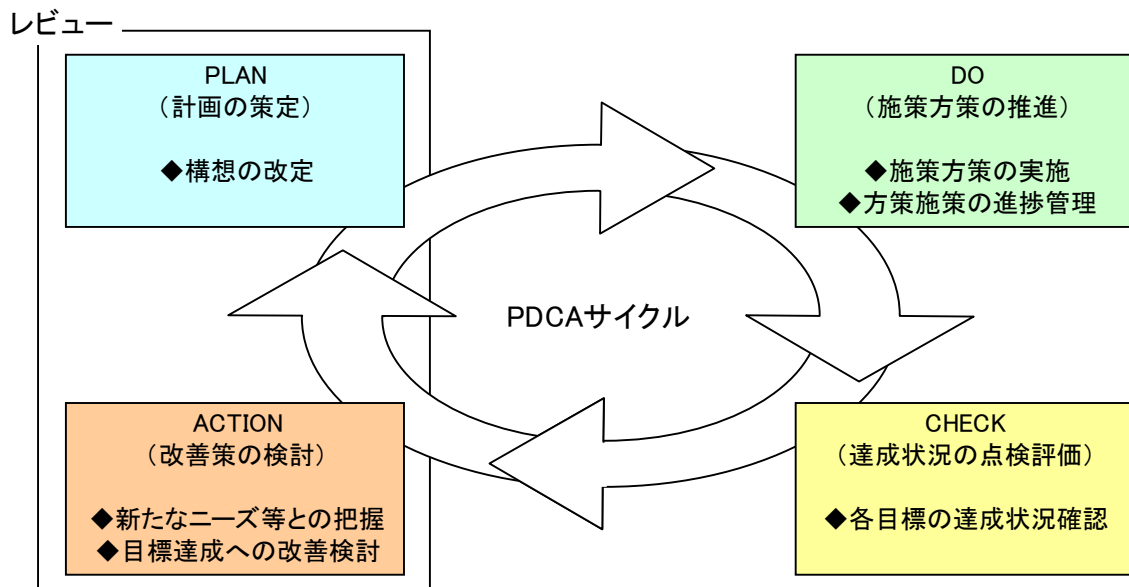 レビュー
PLAN
（計画の策定）
◆構想の改定
DO
（施策方策の推進）
◆施策方策の実施
◆方策施策の進捗管理
PDCAサイクル
ACTION
（改善策の検討）
◆新たなニーズ等との把握
◆目標達成への改善検討
CHECK
（達成状況の点検評価）
◆各目標の達成状況確認